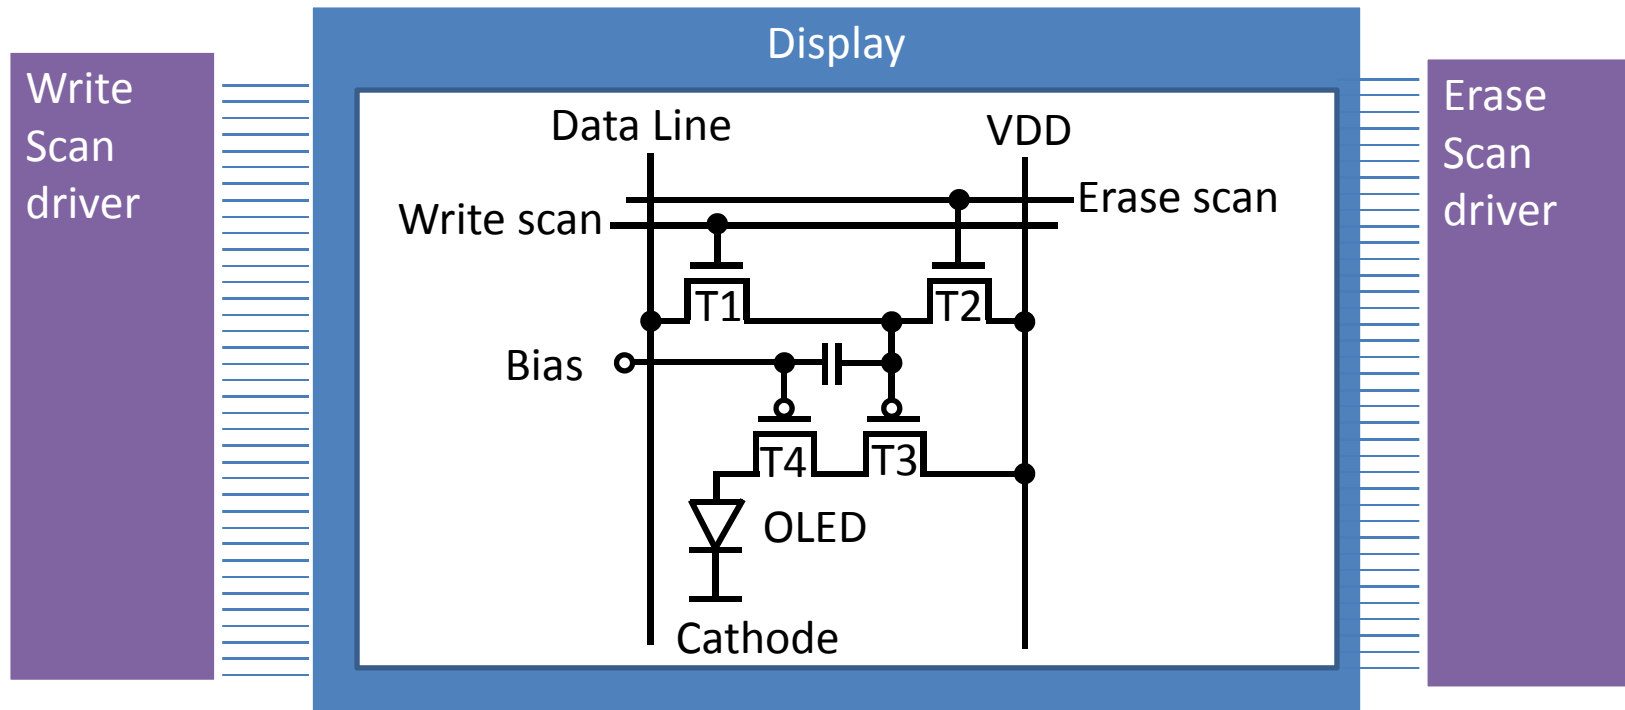 Display
Write
Scan
driver
Erase
Scan
driver
Data Line
VDD
Erase scan
Write scan
T1
T2
Bias
T4
T3
OLED
Cathode